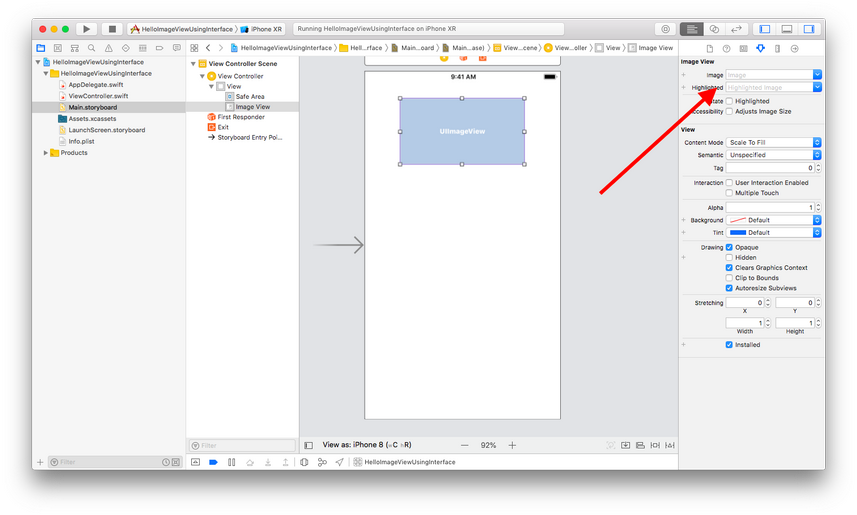 HelloImageViewUsingInterface
iPhone XR
Running HelloImageViewUsingInterface on iPhone XR
HelloImageViewUsingInterface
Hell...rface
Main....oard
Main....ase)
View...cene
View...oller
View
Image View
HelloImageViewUsingInterface
HelloImageViewUsingInterface
AppDelegate.swift
ViewController.swift
Main.storyboard
Assets.xcassets
LaunchScreen.storyboard
Info.plist
Products
Filter
View Controller Scene
View Controller
View
Safe Area
Image View
First Responder
Exit
Storyboard Entry Poi...
Filter
9:41 AM
UIImageView
View as: iPhone 8 (wC hR)
92%
HelloImageViewUsingInterface
Image View
Image
Image
Highlighted
Highlighted Image
Highlighted
Adjusts Image Size
View
Content Mode
Scale To Fill
Semantic
Unspecified
Tag
0
Interaction
User Interaction Enabled
Multiple Touch
Alpha
1
Background
Default
Tint
Default
Drawing
Opaque
Hidden
Clears Graphics Context
Clip to Bounds
Autoresize Subviews
Stretching
0
0
X
Y
1
1
Width
Height
Installed